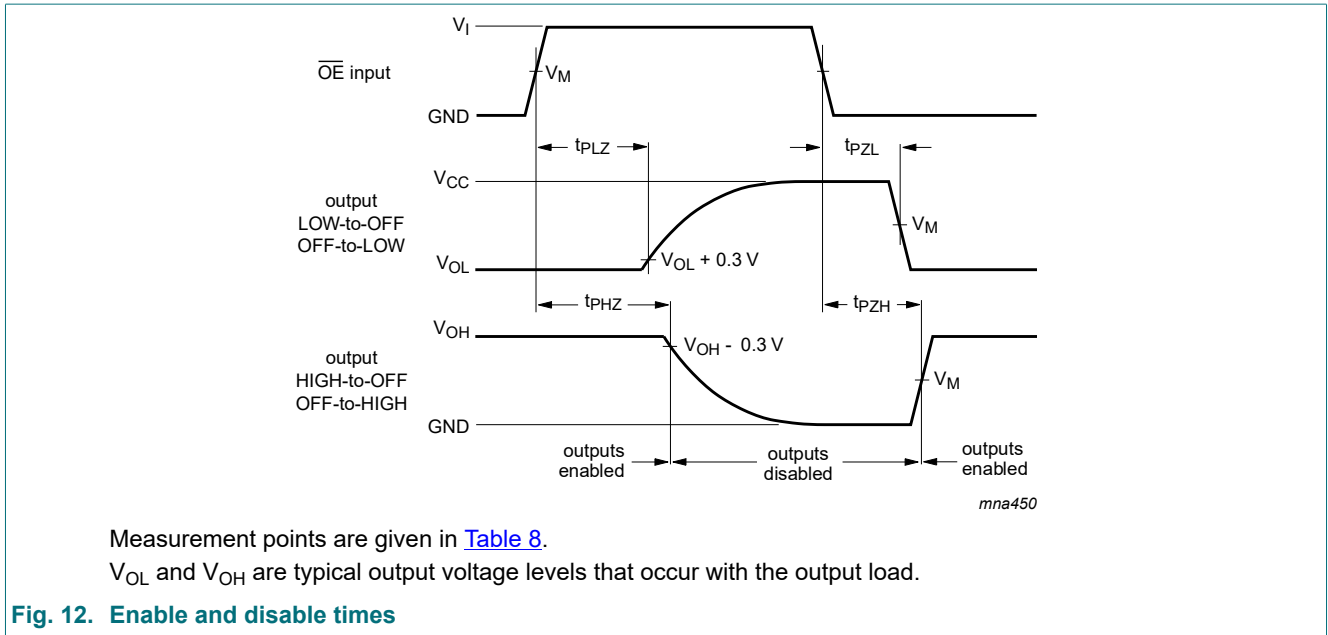 V_I
OE input
V_M
GND
t_PLZ
t_PZL
V_CC
output
LOW-to-OFF
OFF-to-LOW
V_M
V_OL
V_OL + 0.3 V
t_PHZ
t_PZH
V_OH
V_OH - 0.3 V
output
HIGH-to-OFF
OFF-to-HIGH
V_M
GND
outputs
enabled
outputs
disabled
outputs
enabled
mna450
Measurement points are given in Table 8.
V_OL and V_OH are typical output voltage levels that occur with the output load.
Fig. 12. Enable and disable times